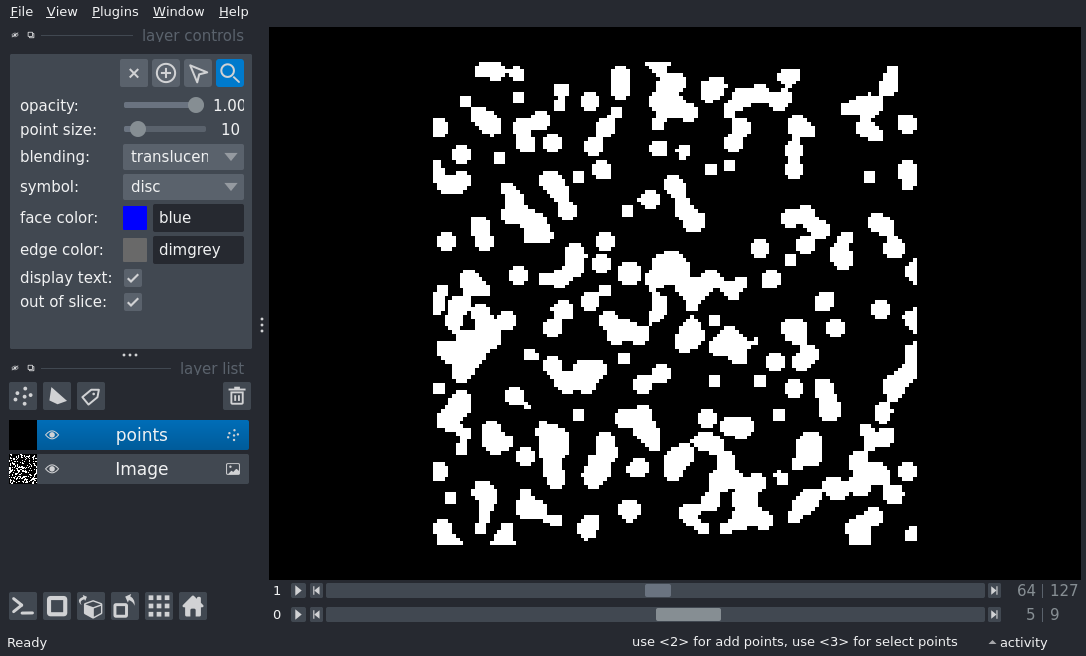 File View Plugins Window Help
layer controls
opacity: 1.00
point size: 10
blending: translucen
symbol: disc
face color: blue
edge color: dimgrey
display text:
out of slice:
layer list
points
Image
1 64 | 127
0 5 | 9
Ready use <2> for add points, use <3> for select points activity